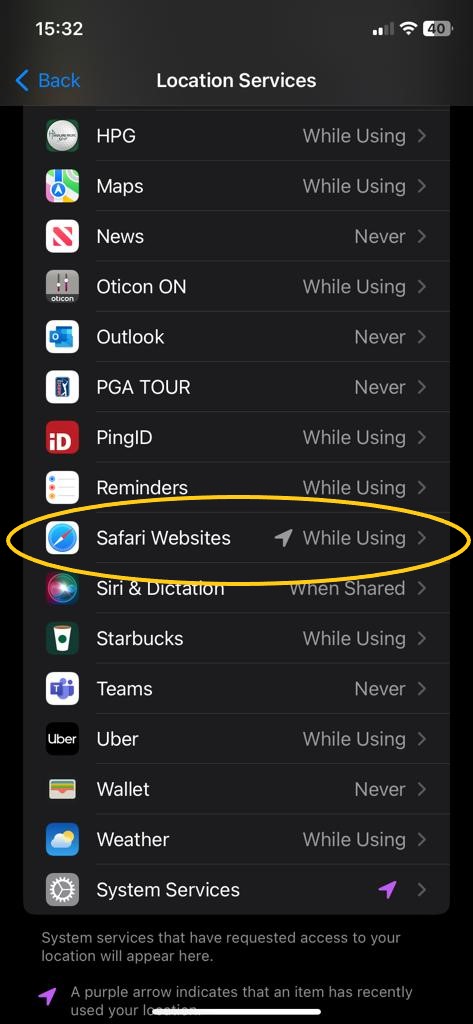 15:32 40
Back Location Services
HPG While Using
Maps While Using
News Never
Oticon ON While Using
oticon
Outlook Never
PGA TOUR Never
iD PingID While Using
Reminders While Using
Safari Websites While Using
Siri & Dictation When Shared
Starbucks While Using
Teams Never
Uber Uber While Using
Wallet Never
Weather While Using
System Services
System services that have requested access to your
location will appear here.
A purple arrow indicates that an item has recently
used your location.